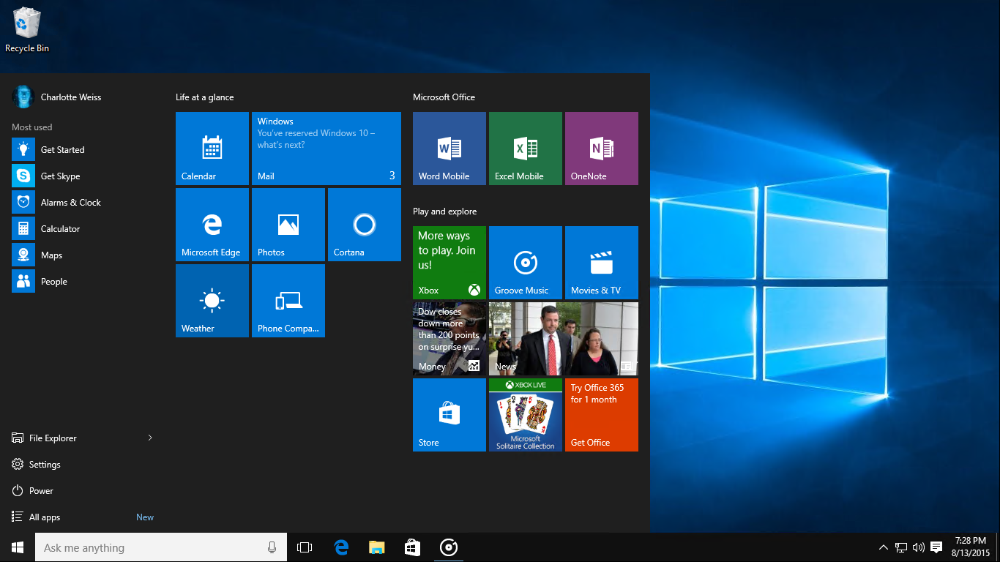 Recycle Bin
Charlotte Weiss
Most used
Get Started
Get Skype
Alarms & Clock
Calculator
Maps
People
File Explorer
Settings
Power
All apps
New
Life at a glance
Calendar
Windows
You've reserved Windows 10 –
what's next?
Mail
3
Microsoft Edge
Photos
Cortana
Weather
Phone Compa...
Microsoft Office
Word Mobile
Excel Mobile
OneNote
Play and explore
More ways
to play. Join
us!
Xbox
Groove Music
Movies & TV
Dow closes
down more
than 200 points
on surprise yu...
Money
News
Store
XBOX LIVE
Microsoft
Solitaire Collection
Try Office 365
for 1 month
Get Office
Ask me anything
7:28 PM
8/13/2015